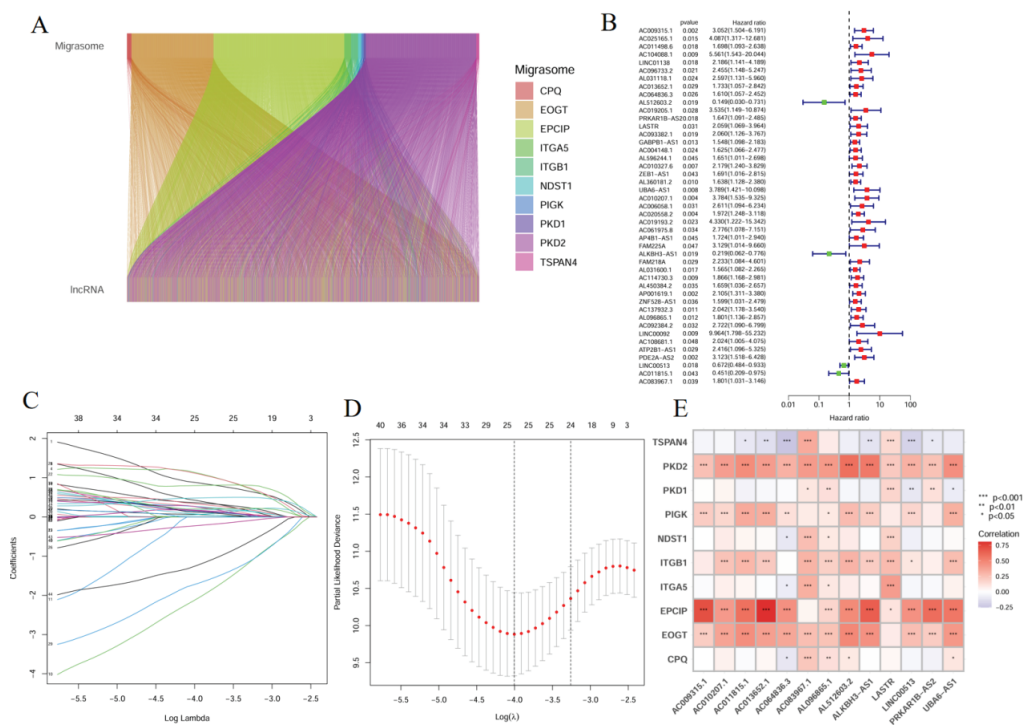 A
Migrasome
lncRNA
Migrasome
CPQ
EOGT
EPCIP
ITGA5
ITGB1
NDST1
PIGK
PKD1
PKD2
TSPAN4
B
pvalue Hazard ratio
AC009315.1 0.002 3.052(1.504-6.191)
AC025165.1 0.015 4.087(1.317-12.681)
AC011498.6 0.018 1.698(1.093-2.638)
AC104088.1 0.009 5.561(1.543-20.044)
LINC01138 0.018 2.186(1.141-4.189)
AC096733.2 0.021 2.455(1.148-5.247)
AL031118.1 0.024 2.597(1.131-5.960)
AC013652.1 0.029 1.733(1.057-2.842)
AC064836.3 0.026 1.610(1.057-2.452)
AL512603.2 0.019 0.149(0.030-0.731)
AC019205.1 0.028 3.535(1.149-10.874)
PRKAR1B-AS2 0.018 1.647(1.091-2.485)
LASTR 0.031 2.059(1.069-3.964)
AC093382.1 0.019 2.060(1.126-3.767)
GABPB1-AS1 0.013 1.548(1.098-2.183)
AC004148.1 0.024 1.625(1.066-2.477)
AL596244.1 0.045 1.651(1.011-2.698)
AC010327.6 0.007 2.179(1.240-3.829)
ZEB1-AS1 0.043 1.691(1.016-2.815)
AL360181.2 0.010 1.638(1.128-2.380)
UBA6-AS1 0.008 3.789(1.421-10.098)
AC010207.1 0.004 3.784(1.535-9.325)
AC006058.1 0.031 2.611(1.094-6.234)
AC020558.2 0.004 1.972(1.248-3.118)
AC019193.2 0.023 4.330(1.222-15.342)
AC061975.8 0.034 2.776(1.078-7.151)
AP4B1-AS1 0.045 1.724(1.011-2.940)
FAM225A 0.047 3.129(1.014-9.660)
ALKBH3-AS1 0.019 0.219(0.062-0.776)
FAM218A 0.029 2.233(1.084-4.601)
AL031600.1 0.017 1.565(1.082-2.265)
AC114730.3 0.009 1.866(1.168-2.981)
AL450384.2 0.035 1.659(1.036-2.657)
AP001619.1 0.002 2.105(1.311-3.380)
ZNF528-AS1 0.036 1.599(1.031-2.479)
AC137932.3 0.011 2.042(1.178-3.540)
AL096865.1 0.012 1.801(1.136-2.857)
AC092384.2 0.032 2.722(1.090-6.799)
LINC00092 0.009 9.964(1.798-55.232)
AC108681.1 0.048 2.024(1.005-4.075)
ATP2B1-AS1 0.029 2.416(1.096-5.325)
PDE2A-AS2 0.002 3.123(1.518-6.428)
LINC00513 0.018 0.672(0.484-0.933)
AC011815.1 0.043 0.451(0.209-0.975)
AC083967.1 0.039 1.801(1.031-3.146)
0.01 0.1 1 10 100
Hazard ratio
C
38 34 34 25 25 19 3
2
1
0
-1
-2
-3
-4
Coefficients
-5.5 -5.0 -4.5 -4.0 -3.5 -3.0 -2.5
Log Lambda
D
40 36 34 33 29 25 25 24 18 9 3
12.5
12.0
11.5
11.0
10.5
10.0
9.5
Partial Likelihood Deviance
-5.5 -5.0 -4.5 -4.0 -3.5 -3.0 -2.5
Log(λ)
E
TSPAN4
PKD2
PKD1
PIGK
NDST1
ITGB1
ITGA5
EPCIP
EOGT
CPQ
AC009315.1
AC010207.1
AC011815.1
AC013652.1
AC064836.3
AC083967.1
AL096865.1
AL512603.2
ALKBH3-AS1
LASTR
LINC00513
PRKAR1B-AS2
UBA6-AS1
*** p<0.001
** p<0.01
* p<0.05
Correlation
0.75
0.50
0.25
0.00
-0.25